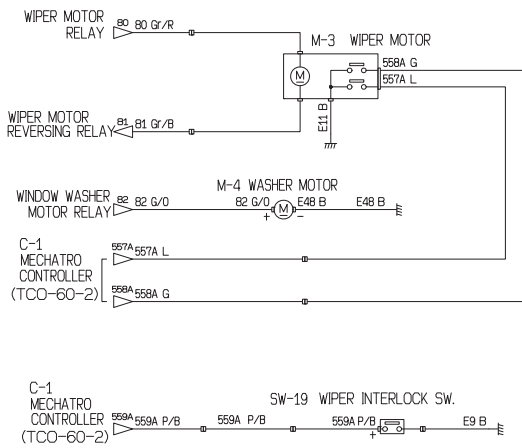 WIPER MOTOR
RELAY
80
80 Gr/R
M-3 WIPER MOTOR
M
558A G
557A L
E11 B
WIPER MOTOR
REVERSING RELAY
81
81 Gr/B
M-4 WASHER MOTOR
WINDOW WASHER
MOTOR RELAY
82
82 G/O
82 G/O
+
M
-
E48 B
E48 B
C-1
MECHATRO
CONTROLLER
(TCO-60-2)
557A
557A L
558A
558A G
C-1
MECHATRO
CONTROLLER
(TCO-60-2)
SW-19 WIPER INTERLOCK SW.
559A
559A P/B
559A P/B
559A P/B
+
E9 B